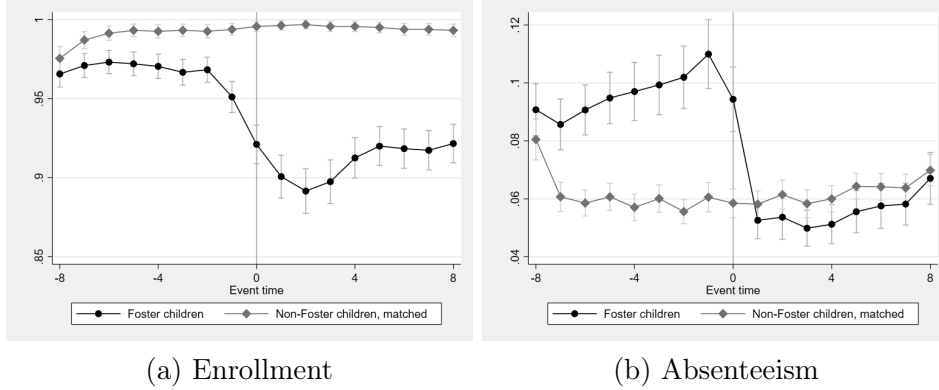 1
.95
.9
.85
-8 -4 0 4 8
Event time
Foster children Non-Foster children, matched
(a) Enrollment
.12
.1
.08
.06
.04
-8 -4 0 4 8
Event time
Foster children Non-Foster children, matched
(b) Absenteeism